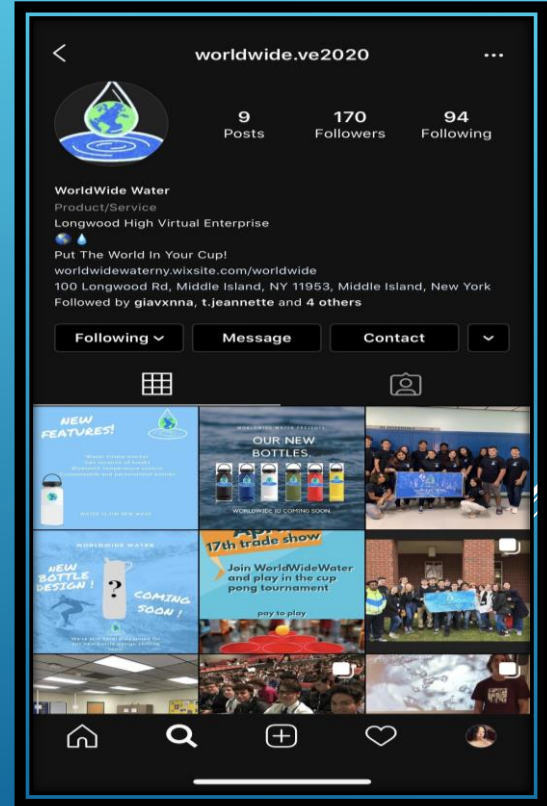 worldwide.ve2020
9 170 94
Posts Followers Following
WorldWide Water
Product/Service
Longwood High Virtual Enterprise
Put The World In Your Cup!
worldwidewaterny.wixsite.com/worldwide
100 Longwood Rd, Middle Island, NY 11953, Middle Island, New York
Followed by giavxnna, t.jeannette and 4 others
Following Message Contact
NEW
FEATURES!
WATER IS THE NEW WAVE
WORLDWIDE WATER PRESENTS
OUR NEW
BOTTLES.
WORLDWIDE ID COMING SOON
WORLDWIDE WATER
NEW
BOTTLE
DESIGN !
?
COMING
SOON !
17th trade show
Join WorldWideWater
and play in the cup
pong tournament
pay to play